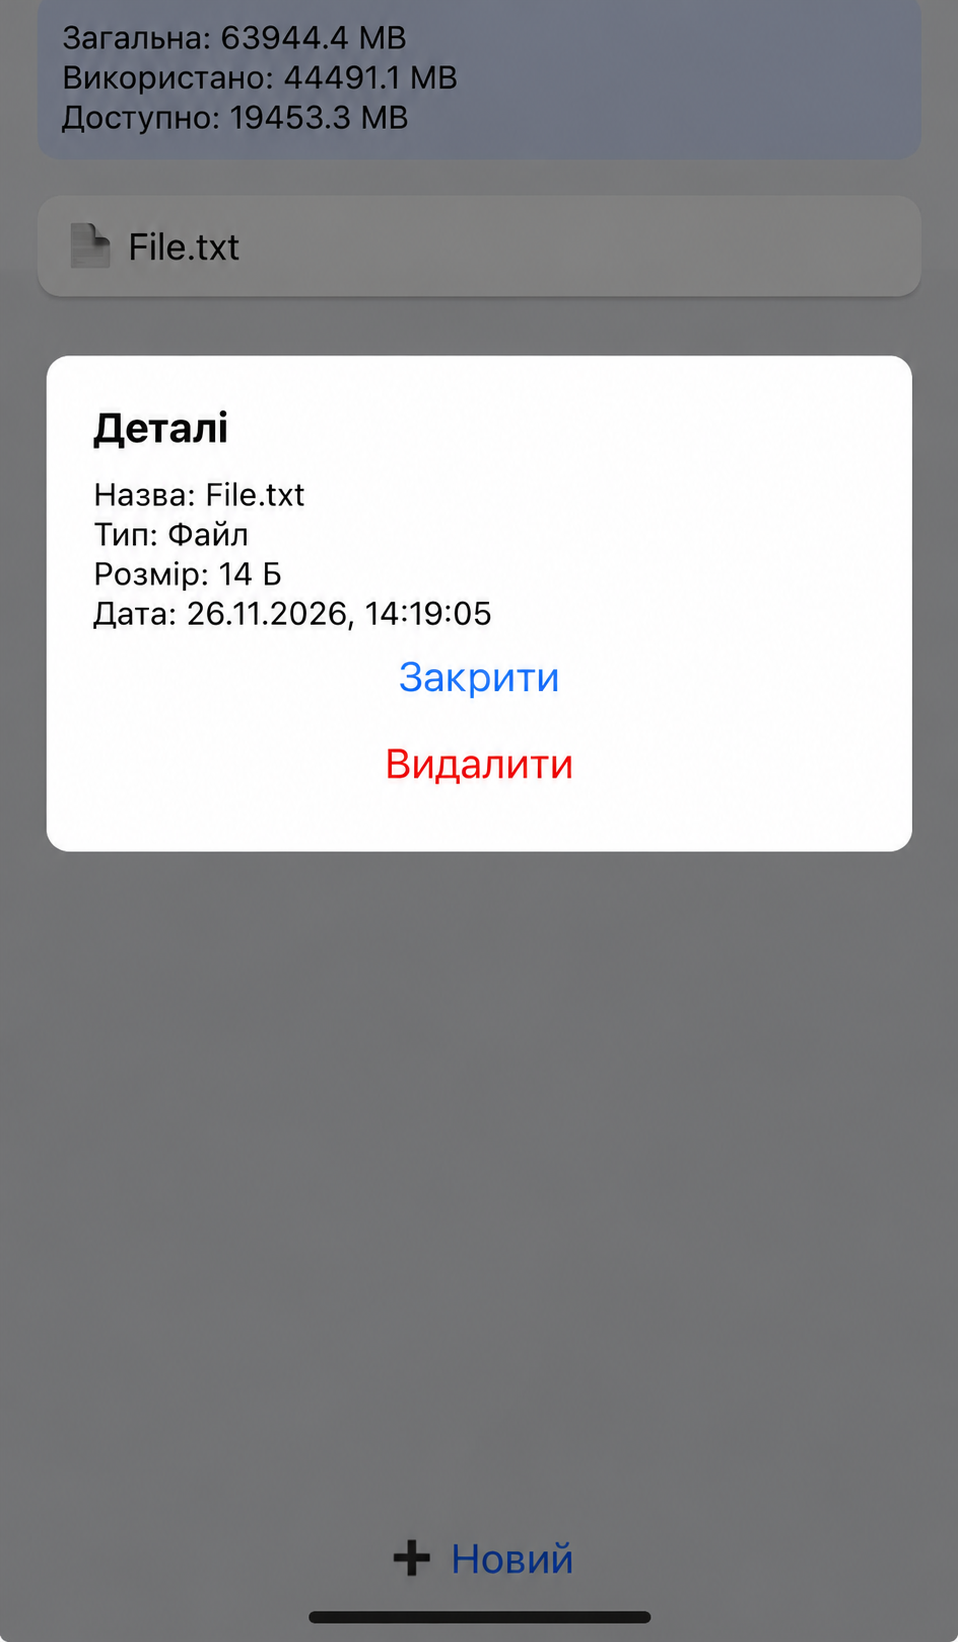 Загальна: 63944.4 MB
Використано: 44491.1 MB
Доступно: 19453.3 MB
File.txt
Деталі
Назва: File.txt
Тип: Файл
Розмір: 14 Б
Дата: 26.11.2026, 14:19:05
Закрити
Видалити
Новий